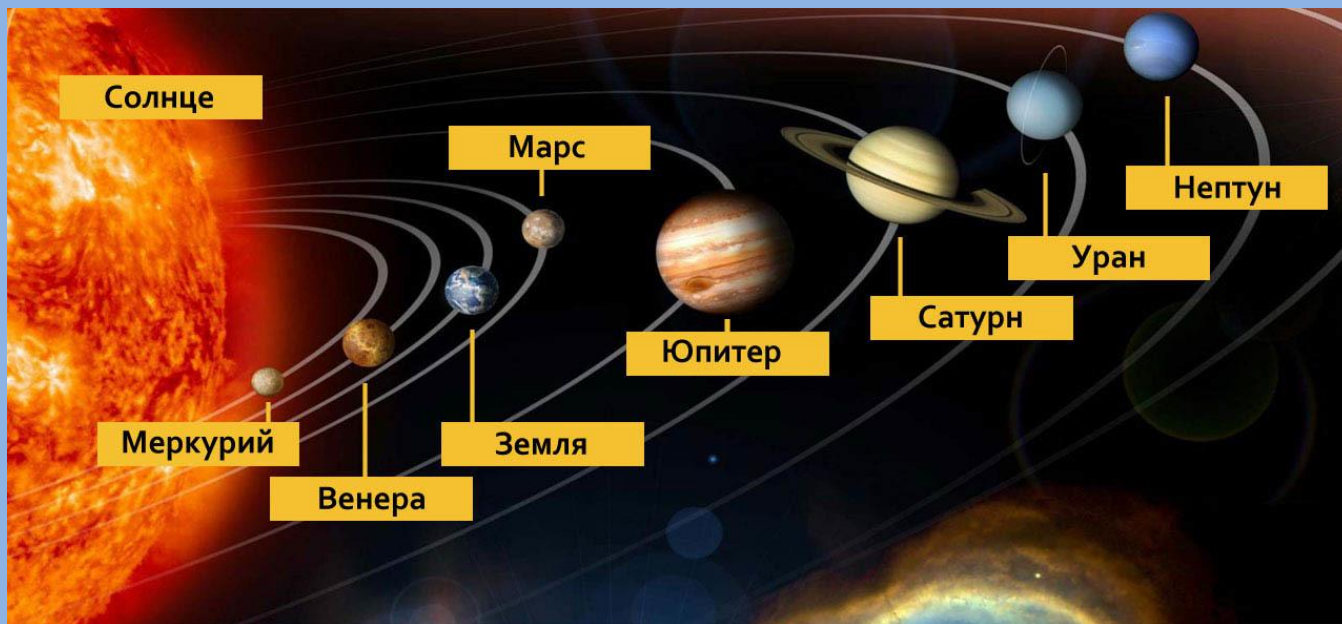 Солнце
Марс
Нептун
Уран
Сатурн
Юпитер
Меркурий
Земля
Венера